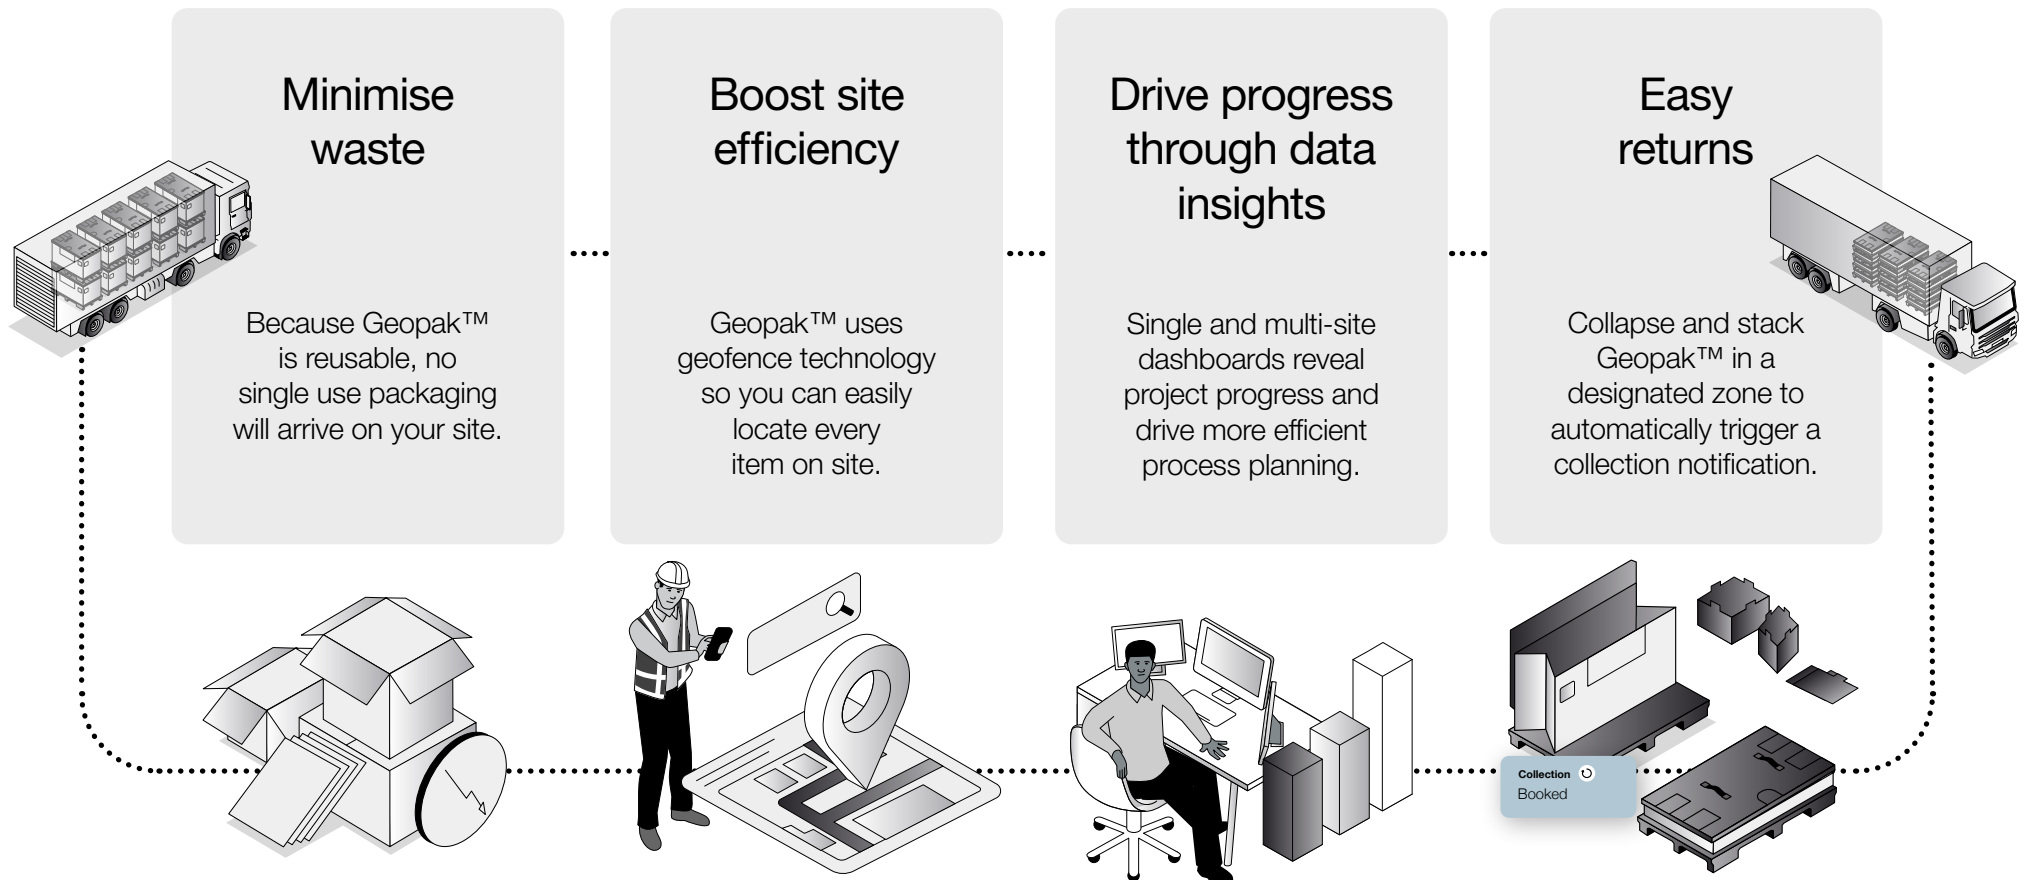 Minimise
waste
Because Geopak™
is reusable, no
single use packaging
will arrive on your site.
Boost site
efficiency
Geopak™ uses
geofence technology
so you can easily
locate every
item on site.
Drive progress
through data
insights
Single and multi-site
dashboards reveal
project progress and
drive more efficient
process planning.
Easy
returns
Collapse and stack
Geopak™ in a
designated zone to
automatically trigger a
collection notification.
Collection
Booked